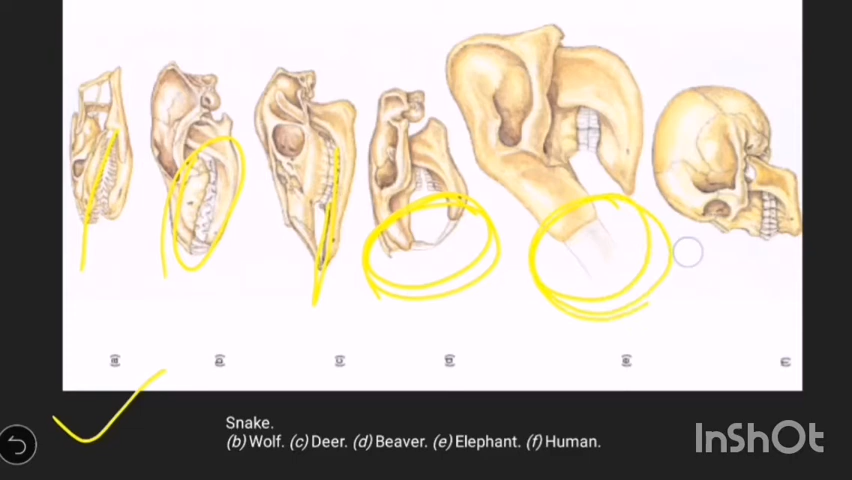 (a) (b) (c) (d) (e) (f)
Snake.
(b) Wolf. (c) Deer. (d) Beaver. (e) Elephant. (f) Human.
InShOt